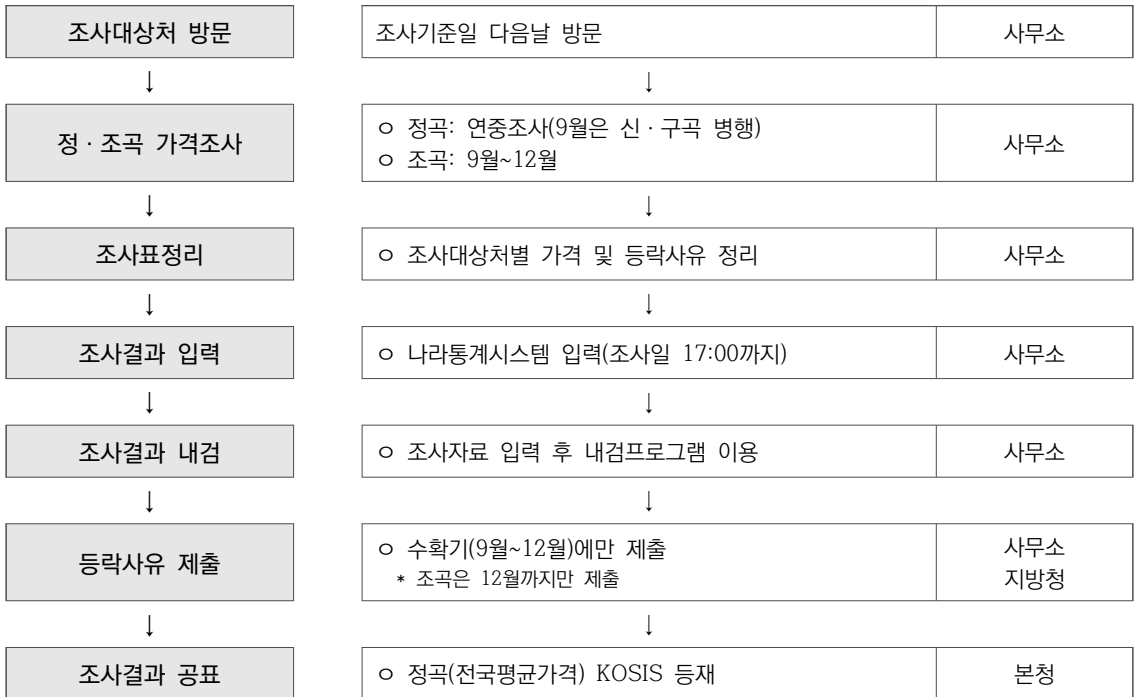 조사대상처 방문
조사기준일 다음날 방문
사무소
↓
↓
정·조곡 가격조사
ㅇ 정곡: 연중조사(9월은 신·구곡 병행)
ㅇ 조곡: 9월~12월
사무소
↓
↓
조사표정리
ㅇ 조사대상처별 가격 및 등락사유 정리
사무소
↓
↓
조사결과 입력
ㅇ 나라통계시스템 입력(조사일 17:00까지)
사무소
↓
↓
조사결과 내검
ㅇ 조사자료 입력 후 내검프로그램 이용
사무소
↓
↓
등락사유 제출
ㅇ 수확기(9월~12월)에만 제출
* 조곡은 12월까지만 제출
사무소
지방청
↓
↓
조사결과 공표
ㅇ 정곡(전국평균가격) KOSIS 등재
본청